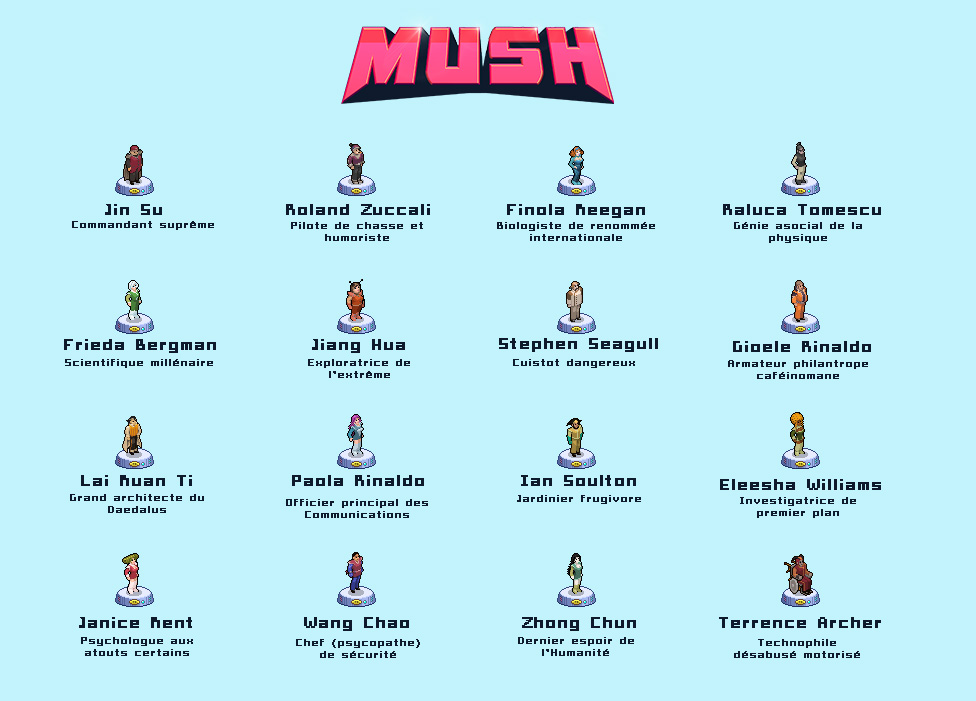 MUSH
Jin Su
Commandant suprême
Roland Zuccali
Pilote de chasse et
humoriste
Finola Keegan
Biologiste de renommée
internationale
Raluca Tomescu
Génie asocial de la
physique
Frieda Bergman
Scientifique millénaire
Jiang Hua
Exploratrice de
l'extrême
Stephen Seagull
Cuistot dangereux
Gioele Rinaldo
Armateur philantrope
caféinomane
Lai Kuan Ti
Grand architecte du
Daedalus
Paola Rinaldo
Officier principal des
Communications
Ian Soulton
Jardinier frugivore
Eleesha Williams
Investigatrice de
premier plan
Janice Kent
Psychologue aux
atouts certains
Wang Chao
Chef (psycopathe)
de sécurité
Zhong Chun
Dernier espoir de
l'Humanité
Terrence Archer
Technophile
désabusé motorisé